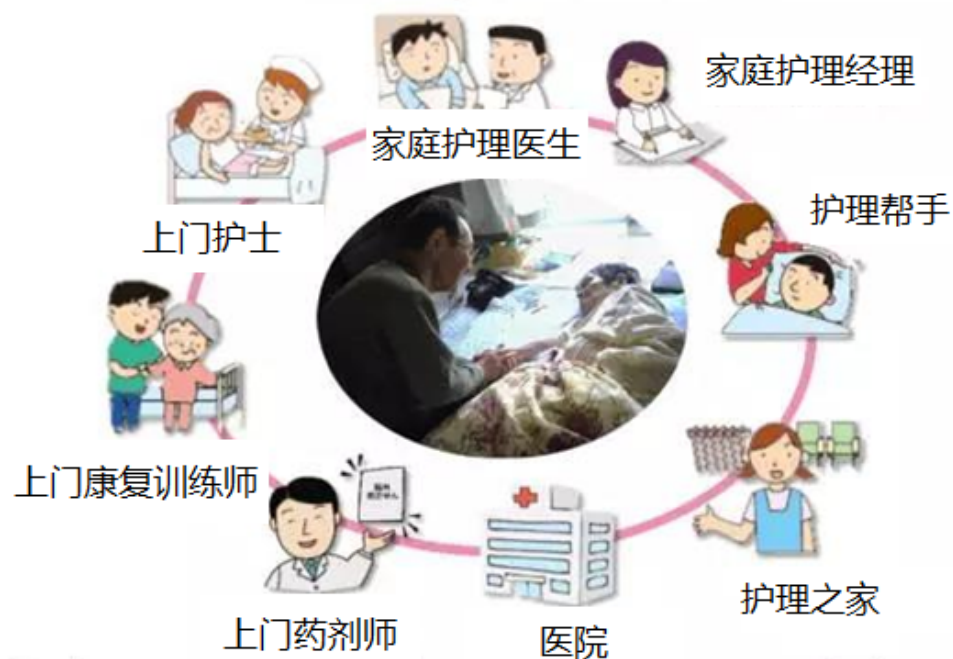 家庭护理医生
家庭护理经理
护理帮手
护理之家
医院
上门药剂师
上门康复训练师
上门护士